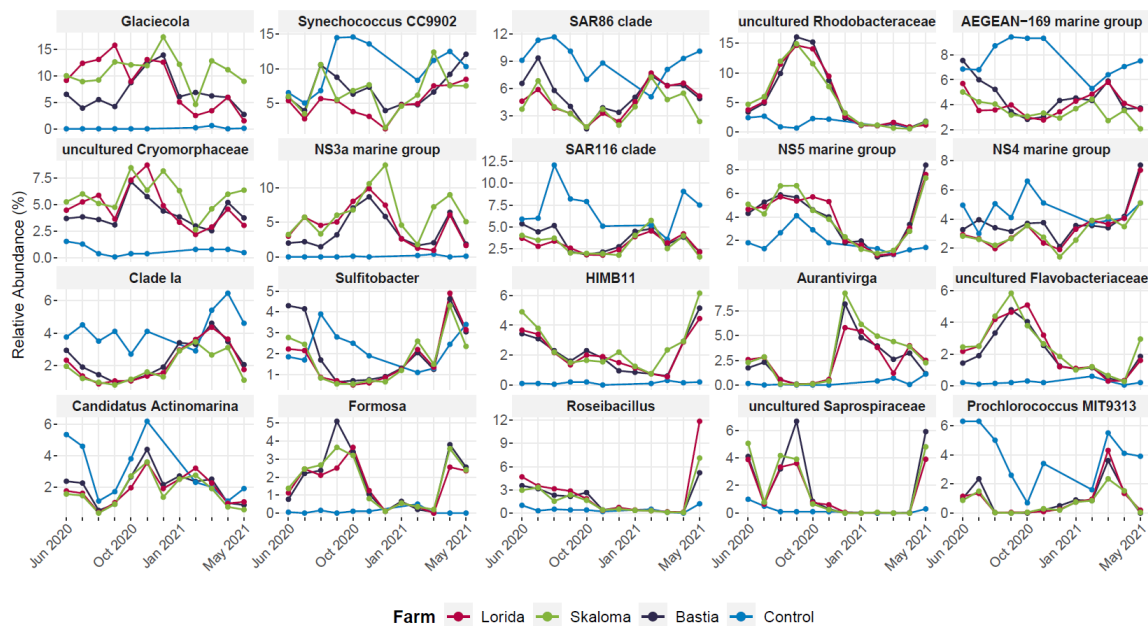 Glaciecola Synechococcus CC9902 SAR86 clade uncultured Rhodobacteraceae AEGEAN−169 marine group
15 10 5 0
15 10 5 0
12 9 6 3
15 10 5 0
8 6 4 2
uncultured Cryomorphaceae NS3a marine group SAR116 clade NS5 marine group NS4 marine group
7.5 5.0 2.5 0.0
10 5 0
12.5 10.0 7.5 5.0 2.5
8 6 4 2
6 4 2
Clade Ia Sulfitobacter HIMB11 Aurantivirga uncultured Flavobacteriaceae
6 4 2
5 4 3 2 1
6 4 2 0
7.5 5.0 2.5 0.0
6 4 2 0
Candidatus Actinomarina Formosa Roseibacillus uncultured Saprospiraceae Prochlorococcus MIT9313
6 4 2
5 4 3 2 1 0
12 9 6 3 0
6 4 2 0
6 4 2 0
Relative Abundance (%)
Jun 2020 Oct 2020 Jan 2021 May 2021
Jun 2020 Oct 2020 Jan 2021 May 2021
Jun 2020 Oct 2020 Jan 2021 May 2021
Jun 2020 Oct 2020 Jan 2021 May 2021
Jun 2020 Oct 2020 Jan 2021 May 2021
Farm Lorida Skaloma Bastia Control